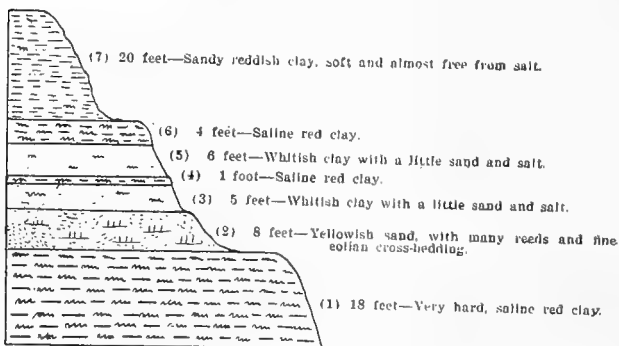 (7) 20 feet—Sandy reddish clay, soft and almost free from salt.
(6) 4 feet—Saline red clay.
(5) 6 feet—Whitish clay with a little sand and salt.
(4) 1 foot—Saline red clay.
(3) 5 feet—Whitish clay with a little sand and salt.
(2) 8 feet—Yellowish sand, with many reeds and fine
eolian cross-bedding.
(1) 18 feet—Very hard, saline red clay.